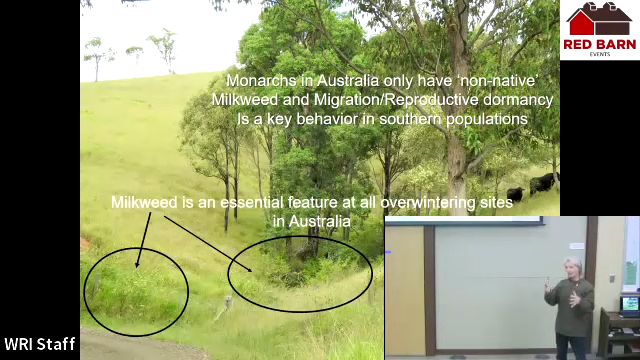 RED BARN
EVENTS
Monarchs in Australia only have 'non-native'
Milkweed and Migration/Reproductive dormancy
Is a key behavior in southern populations
Milkweed is an essential feature at all overwintering sites
in Australia
WRI Staff